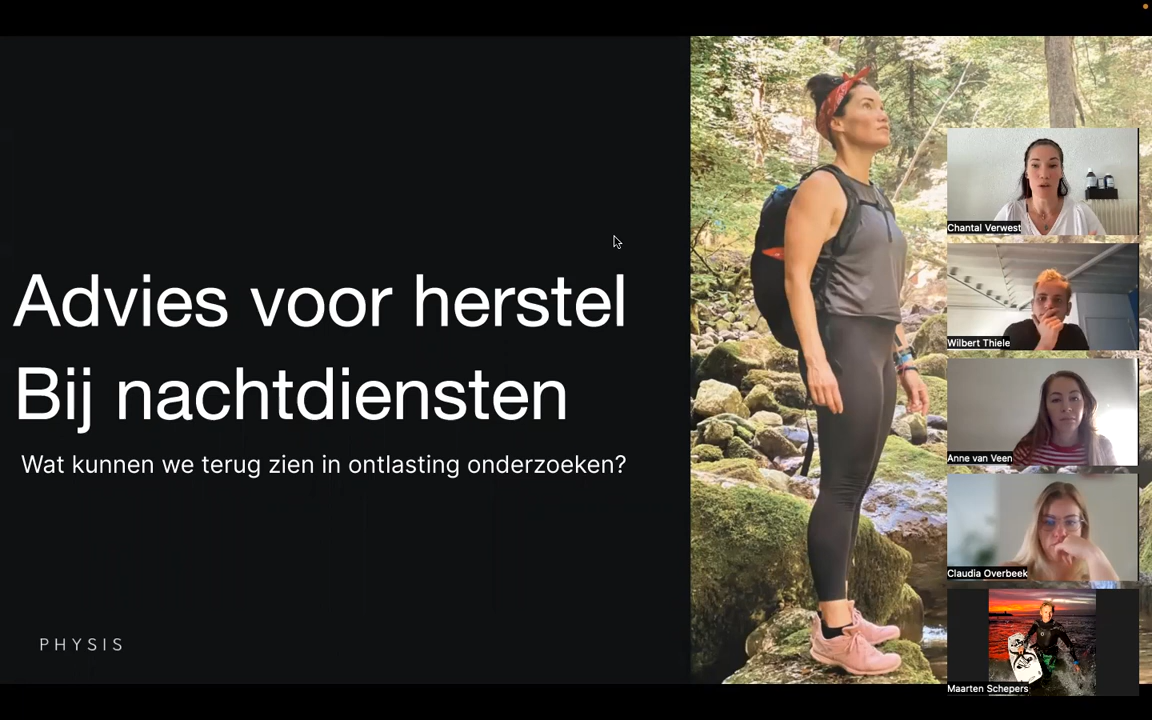 Advies voor herstel
Bij nachtdiensten
Wat kunnen we terug zien in ontlasting onderzoeken?
PHYSIS
Chantal Verwest
Wilbert Thiele
Anne van Veen
Claudia Overbeek
Maarten Schepers